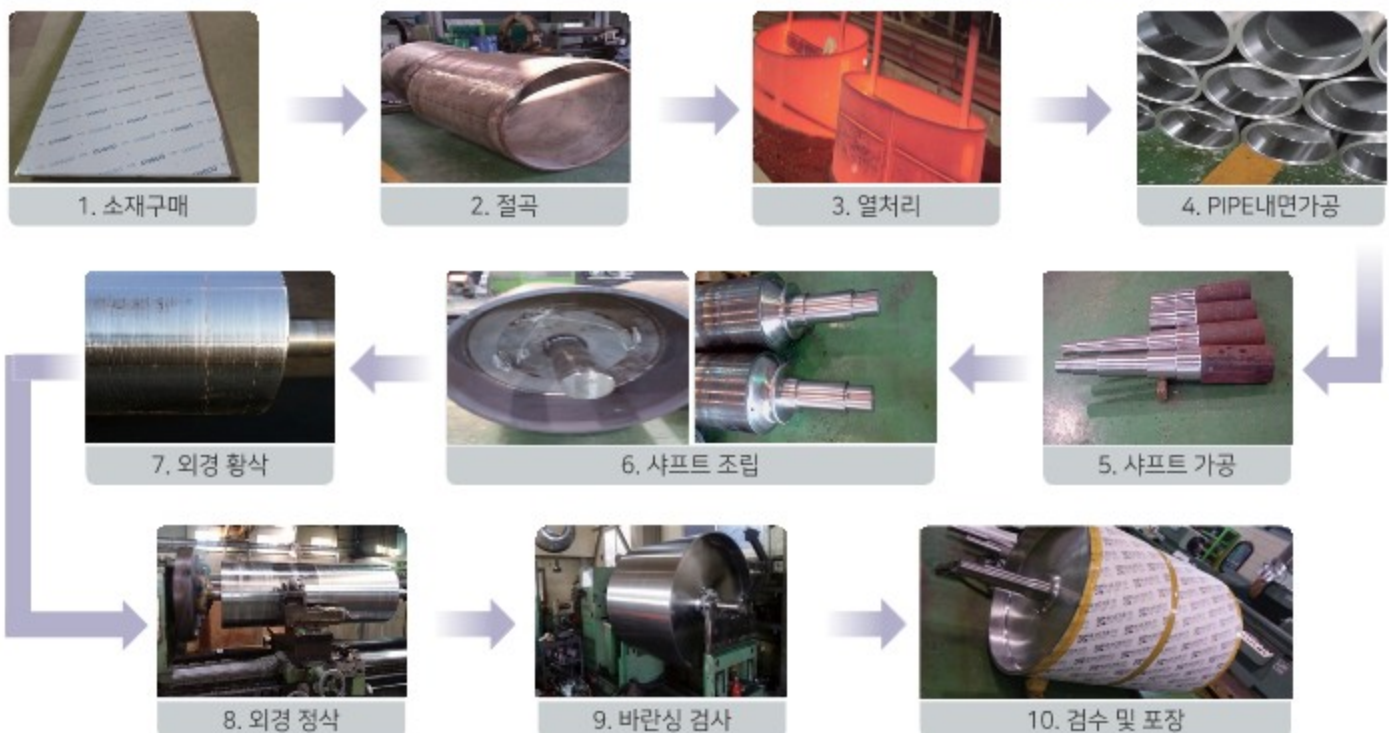 1. 소재구매
2. 절곡
3. 열처리
4. PIPE내면가공
5. 샤프트 가공
6. 샤프트 조립
7. 외경 황삭
8. 외경 정삭
9. 바란싱 검사
10. 검수 및 포장